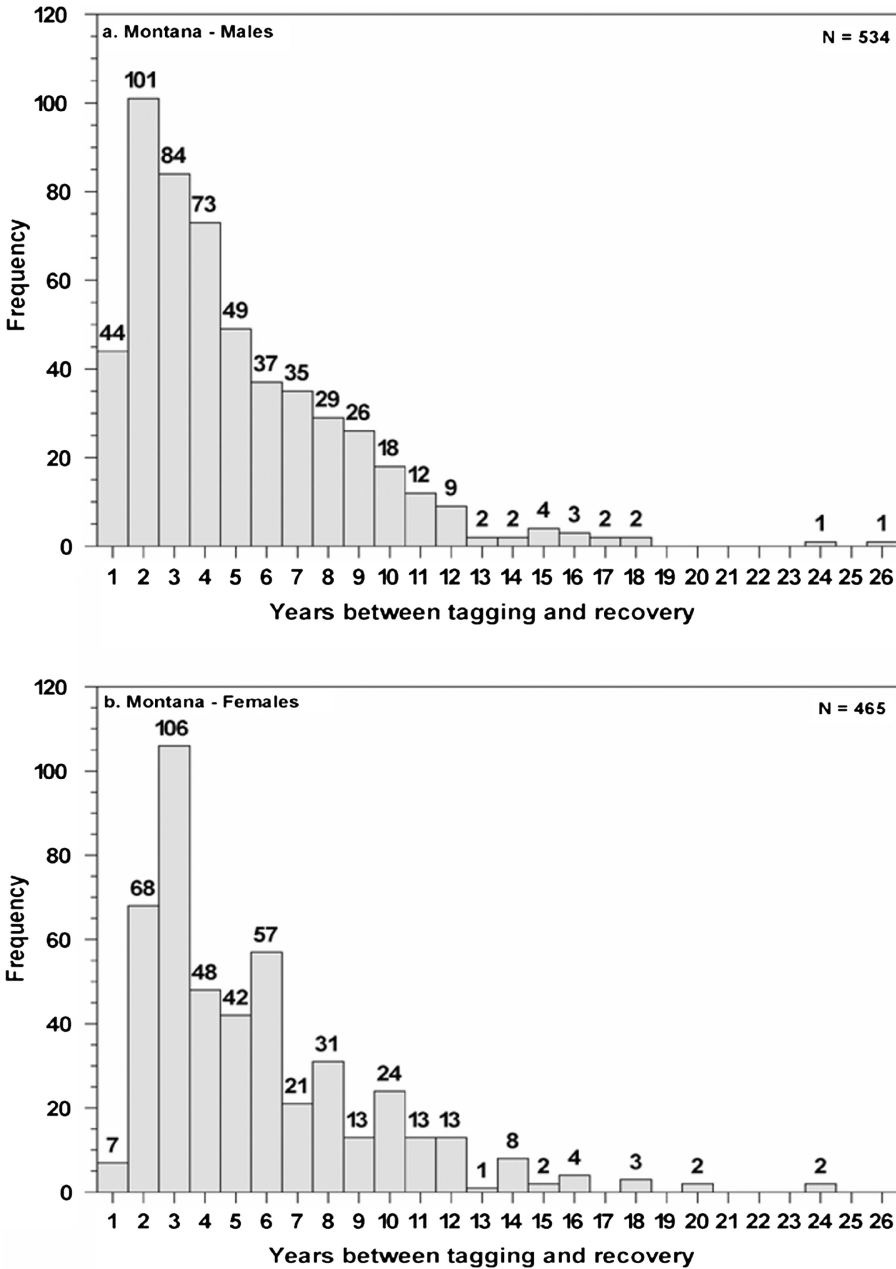 120
a. Montana - Males
N = 534
101
100
84
80
73
Frequency
60
49
44
40
37
35
29
26
20
18
12
9
2 2 4 3 2 2 1 1
0
1 2 3 4 5 6 7 8 9 10 11 12 13 14 15 16 17 18 19 20 21 22 23 24 25 26
Years between tagging and recovery
120
b. Montana - Females
N = 465
106
100
80
68
Frequency
60
57
48
42
40
31
24
21
20
13 13 13
7
8
1 2 4 3 2 2
0
1 2 3 4 5 6 7 8 9 10 11 12 13 14 15 16 17 18 19 20 21 22 23 24 25 26
Years between tagging and recovery